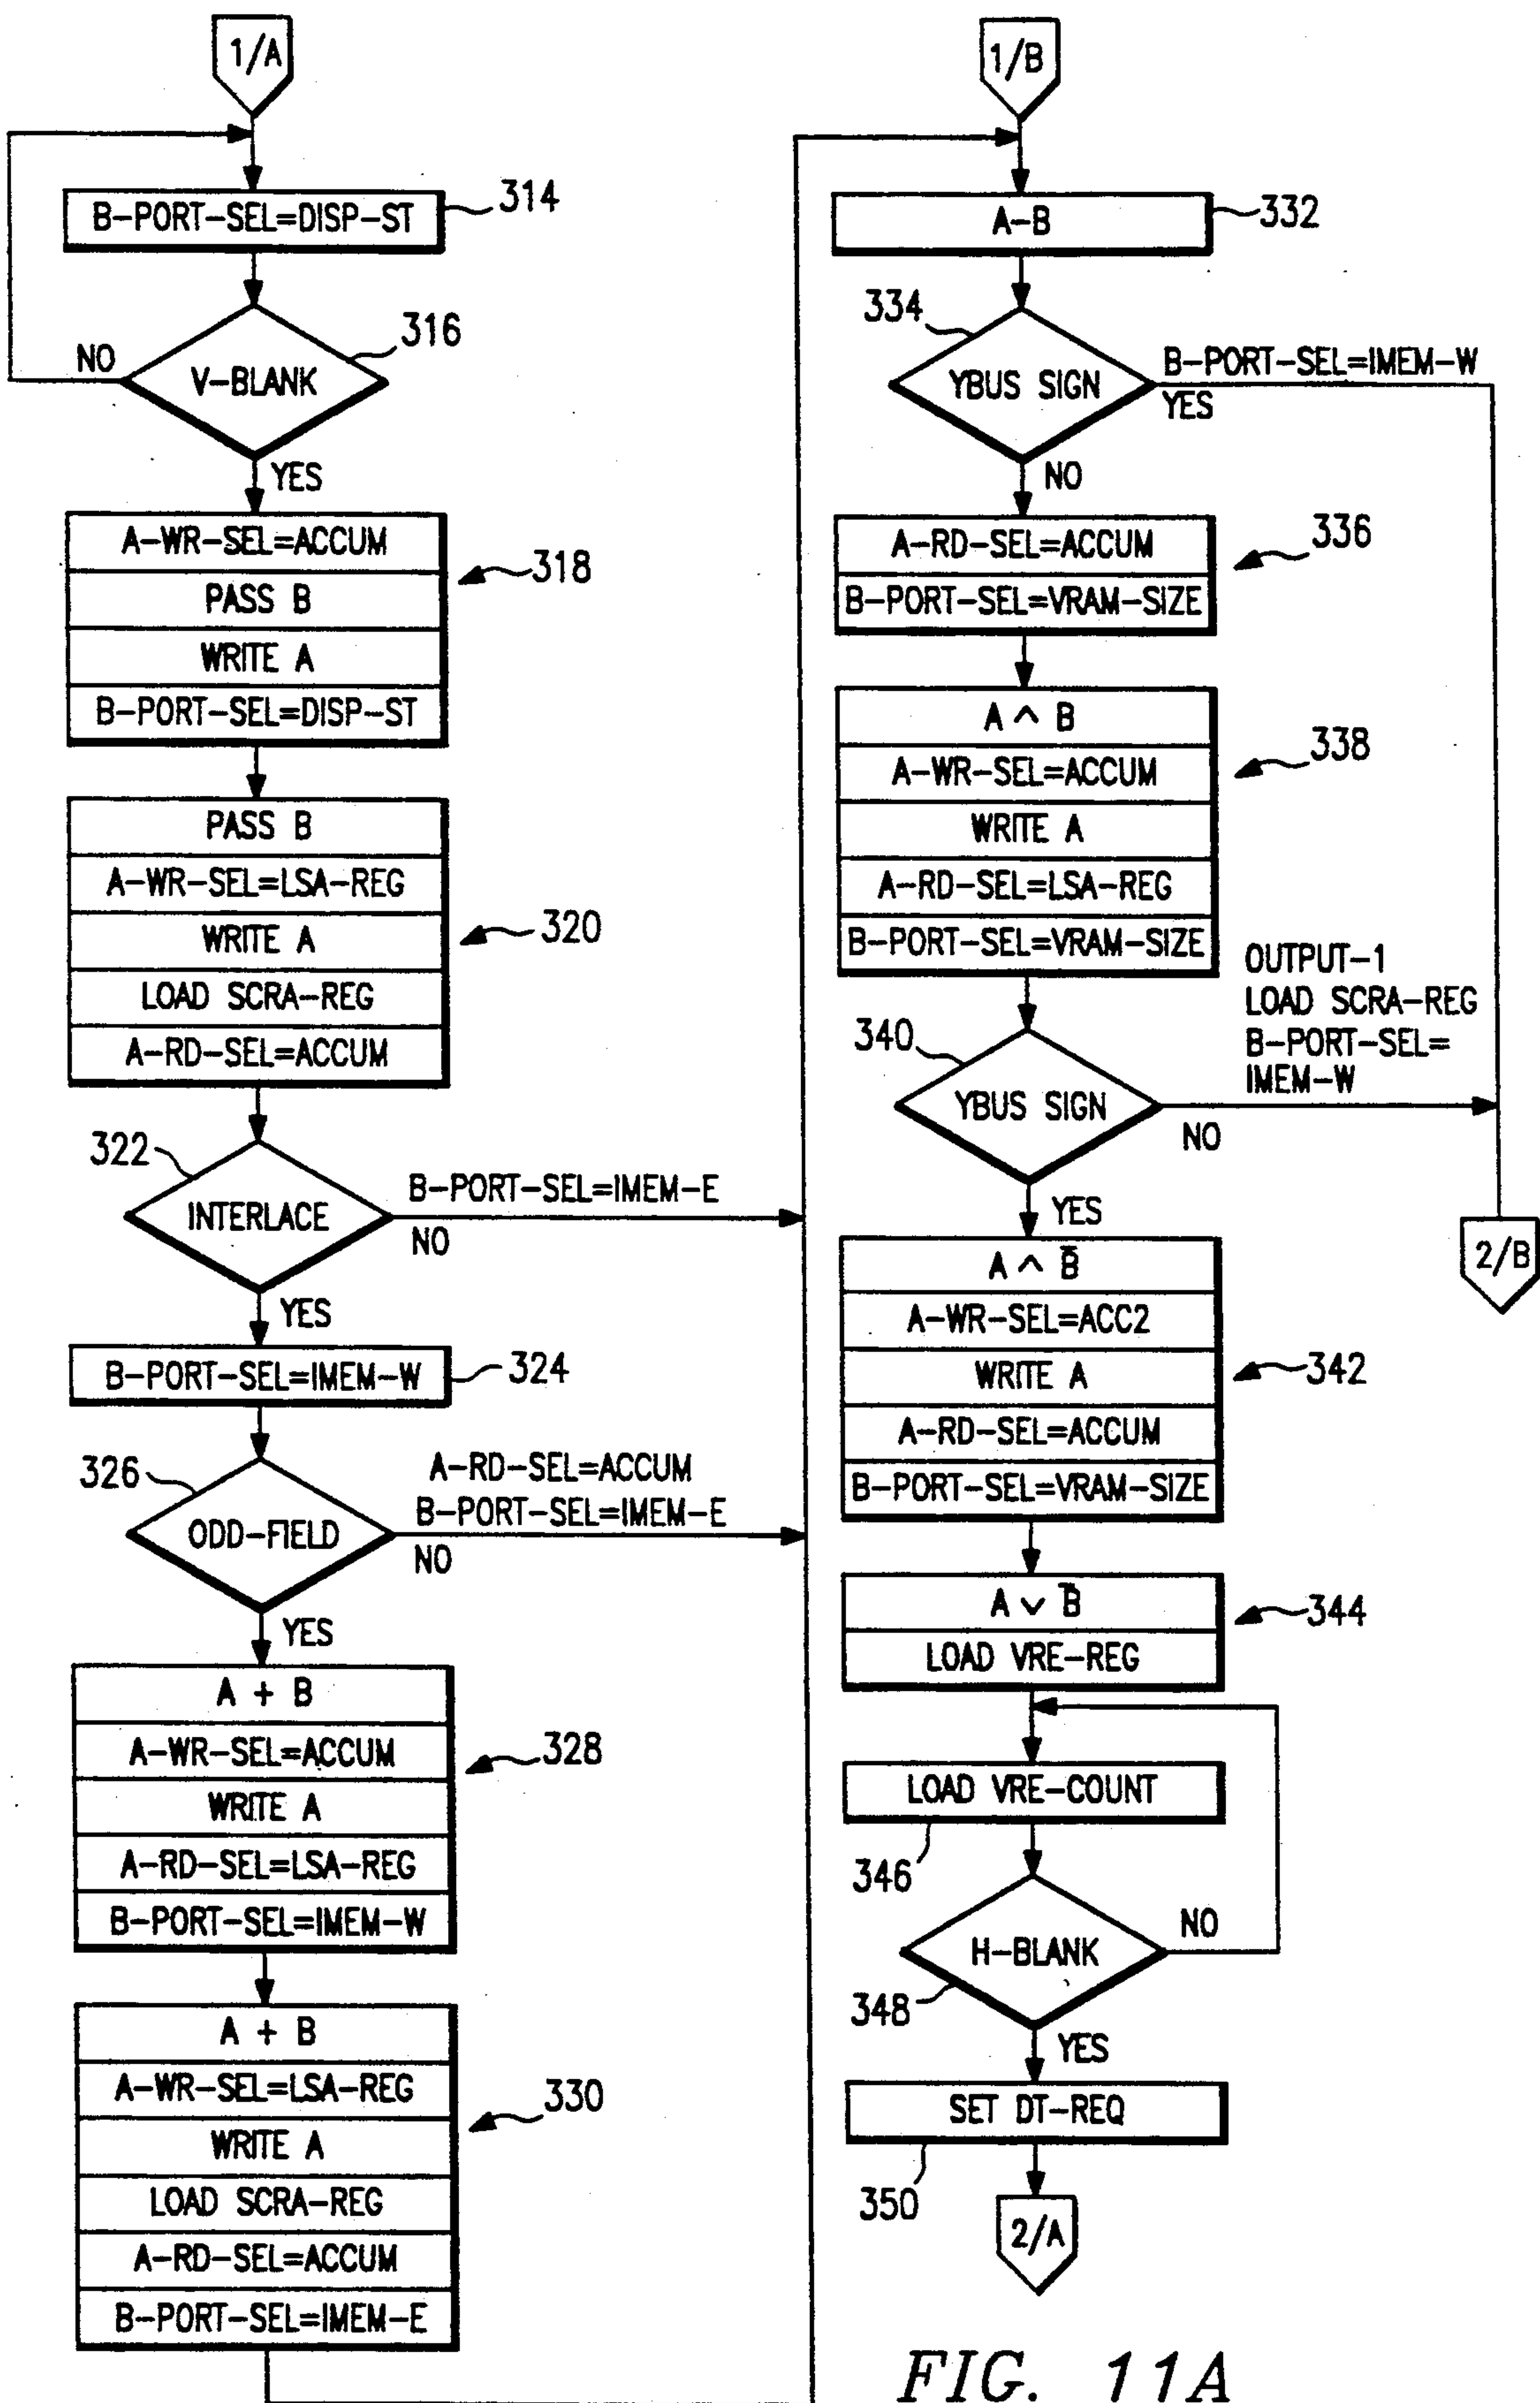 1/A
B-PORT-SEL=DISP-ST
314
V-BLANK
316
NO
YES
A-WR-SEL=ACCUM
PASS B
WRITE A
B-PORT-SEL=DISP-ST
318
PASS B
A-WR-SEL=LSA-REG
WRITE A
LOAD SCRA-REG
A-RD-SEL=ACCUM
320
322
INTERLACE
B-PORT-SEL=IMEM-E
NO
YES
B-PORT-SEL=IMEM-W
324
326
ODD-FIELD
A-RD-SEL=ACCUM
B-PORT-SEL=IMEM-E
NO
YES
A + B
A-WR-SEL=ACCUM
WRITE A
A-RD-SEL=LSA-REG
B-PORT-SEL=IMEM-W
328
A + B
A-WR-SEL=LSA-REG
WRITE A
LOAD SCRA-REG
A-RD-SEL=ACCUM
B-PORT-SEL=IMEM-E
330
1/B
A-B
332
334
YBUS SIGN
B-PORT-SEL=IMEM-W
YES
NO
A-RD-SEL=ACCUM
B-PORT-SEL=VRAM-SIZE
336
A ^ B
A-WR-SEL=ACCUM
WRITE A
A-RD-SEL=LSA-REG
B-PORT-SEL=VRAM-SIZE
338
340
YBUS SIGN
OUTPUT-1
LOAD SCRA-REG
B-PORT-SEL=
IMEM-W
NO
YES
2/B
A ^ B̅
A-WR-SEL=ACC2
WRITE A
A-RD-SEL=ACCUM
B-PORT-SEL=VRAM-SIZE
342
A ∨ B̅
LOAD VRE-REG
344
LOAD VRE-COUNT
346
H-BLANK
348
NO
YES
SET DT-REQ
350
2/A
FIG. 11A